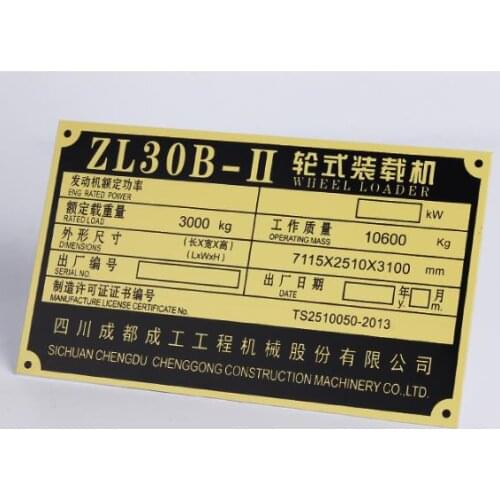 ZL30B-II 轮式装载机
WHEEL LOADER
发动机额定功率 kW
ENG RATED POWER
额定载重量 3000 kg 工作质量 10600 Kg
RATED LOAD OPERATING MASS
外形尺寸 (长X宽X高) 7115X2510X3100 mm
DIMENSIONS (LxWxH)
出厂编号 出厂日期 年 月
SERIAL NO. DATE y. m.
制造许可证证书编号 TS2510050-2013
MANUFACTURE LICENSE CERTIFICATE No.
四川成都成工工程机械股份有限公司
SICHUAN CHENGDU CHENGGONG CONSTRUCTION MACHINERY CO.,LTD.